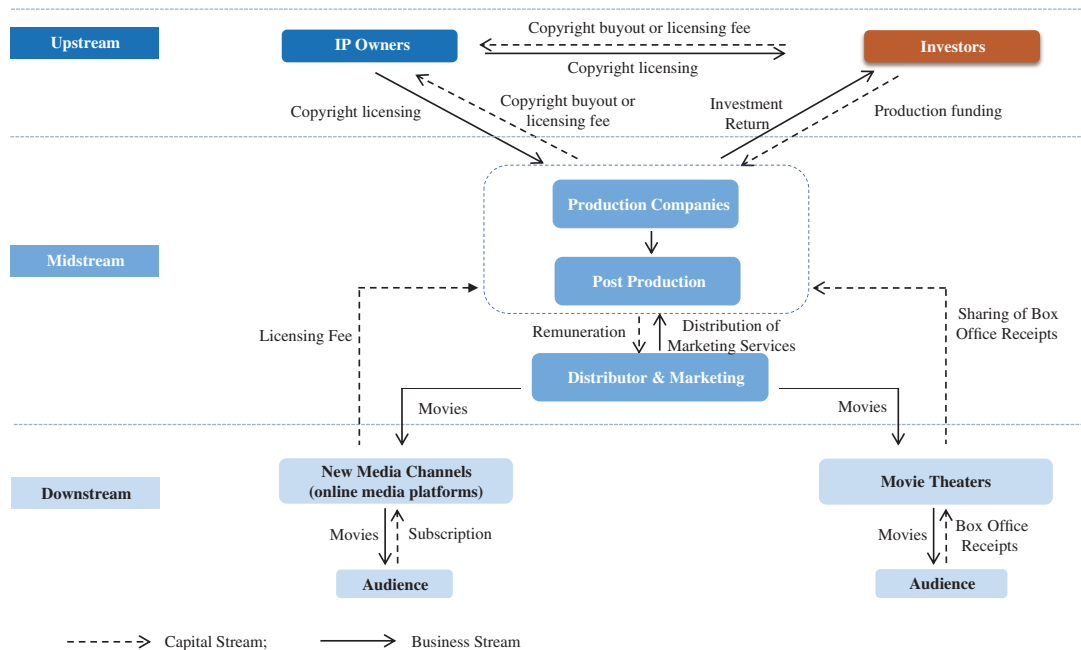 Upstream
IP Owners
Copyright buyout or licensing fee
Copyright licensing
Investors
Copyright licensing
Copyright buyout or
licensing fee
Investment
Return
Production funding
Midstream
Production Companies
Post Production
Licensing Fee
Remuneration
Distribution of
Marketing Services
Sharing of Box
Office Receipts
Distributor & Marketing
Movies
Movies
Downstream
New Media Channels
(online media platforms)
Movie Theaters
Movies
Subscription
Movies
Box Office
Receipts
Audience
Audience
Capital Stream;
Business Stream